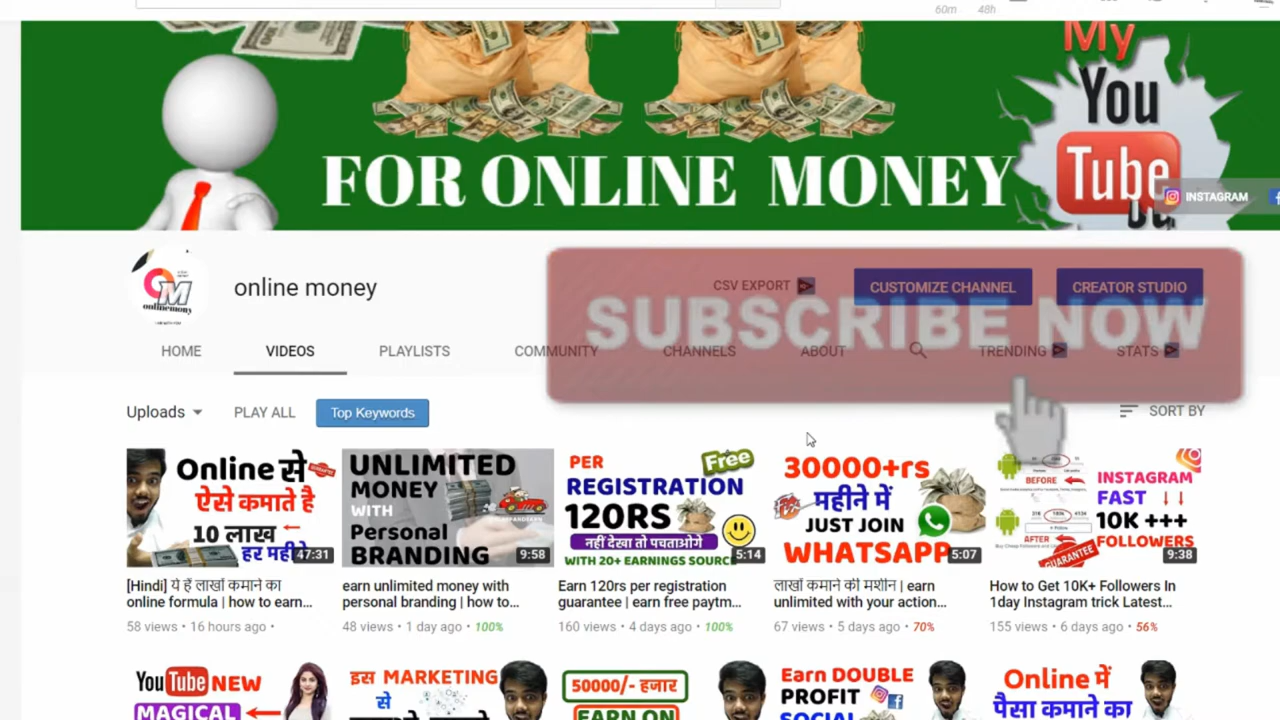 60m 48h
My
You
Tube
FOR ONLINE MONEY
INSTAGRAM
OM
onlinemony
online money
CSV EXPORT
CUSTOMIZE CHANNEL
CREATOR STUDIO
SUBSCRIBE NOW
HOME
VIDEOS
PLAYLISTS
COMMUNITY
CHANNELS
ABOUT
TRENDING
STATS
Uploads
PLAY ALL
Top Keywords
SORT BY
Online से
ऐसे कमाते है
10 लाख
हर महीने
47:31
UNLIMITED
MONEY
WITH
Personal
BRANDING
9:58
PER
Free
REGISTRATION
120RS
नहीं देखा तो पचताओगे
WITH 20+ EARNINGS SOURCE
5:14
30000+rs
महीने में
JUST JOIN
WHATSAPP
5:07
BEFORE
AFTER
GUARANTEE
INSTAGRAM
FAST
10K +++
FOLLOWERS
9:38
[Hindi] ये हैं लाखों कमाने का
online formula | how to earn...
58 views • 16 hours ago •
earn unlimited money with
personal branding | how to...
48 views • 1 day ago • 100%
Earn 120rs per registration
guarantee | earn free paytm...
160 views • 4 days ago • 100%
लाखों कमाने की मशीन | earn
unlimited with your action...
67 views • 5 days ago • 70%
How to Get 10K+ Followers In
1day Instagram trick Latest...
155 views • 6 days ago • 56%
YouTube NEW
MAGICAL
इस MARKETING
से
50000/- हजार
EARN ON
Earn DOUBLE
PROFIT
SOCIAL
Online में
पैसा कमाने का